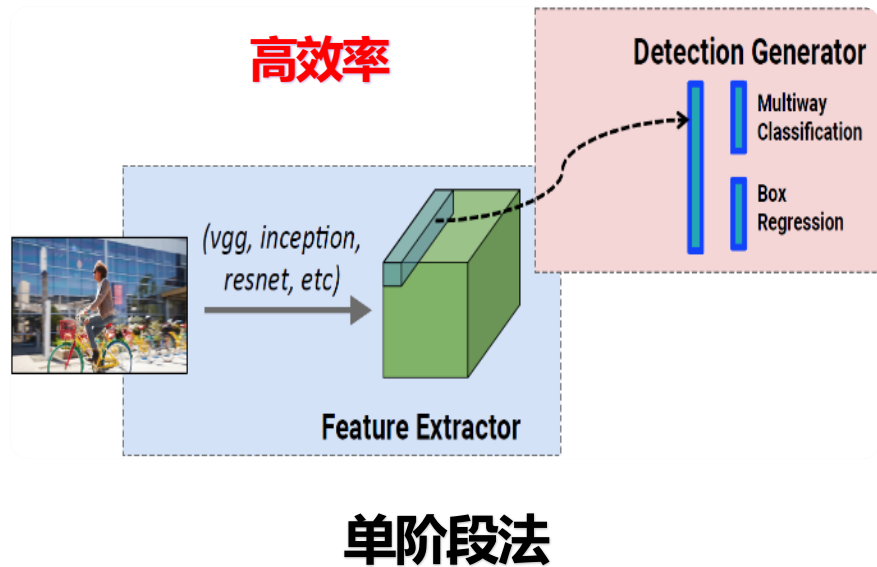 高效率
Detection Generator
Multiway
Classification
Box
Regression
(vgg, inception,
resnet, etc)
Feature Extractor
单阶段法